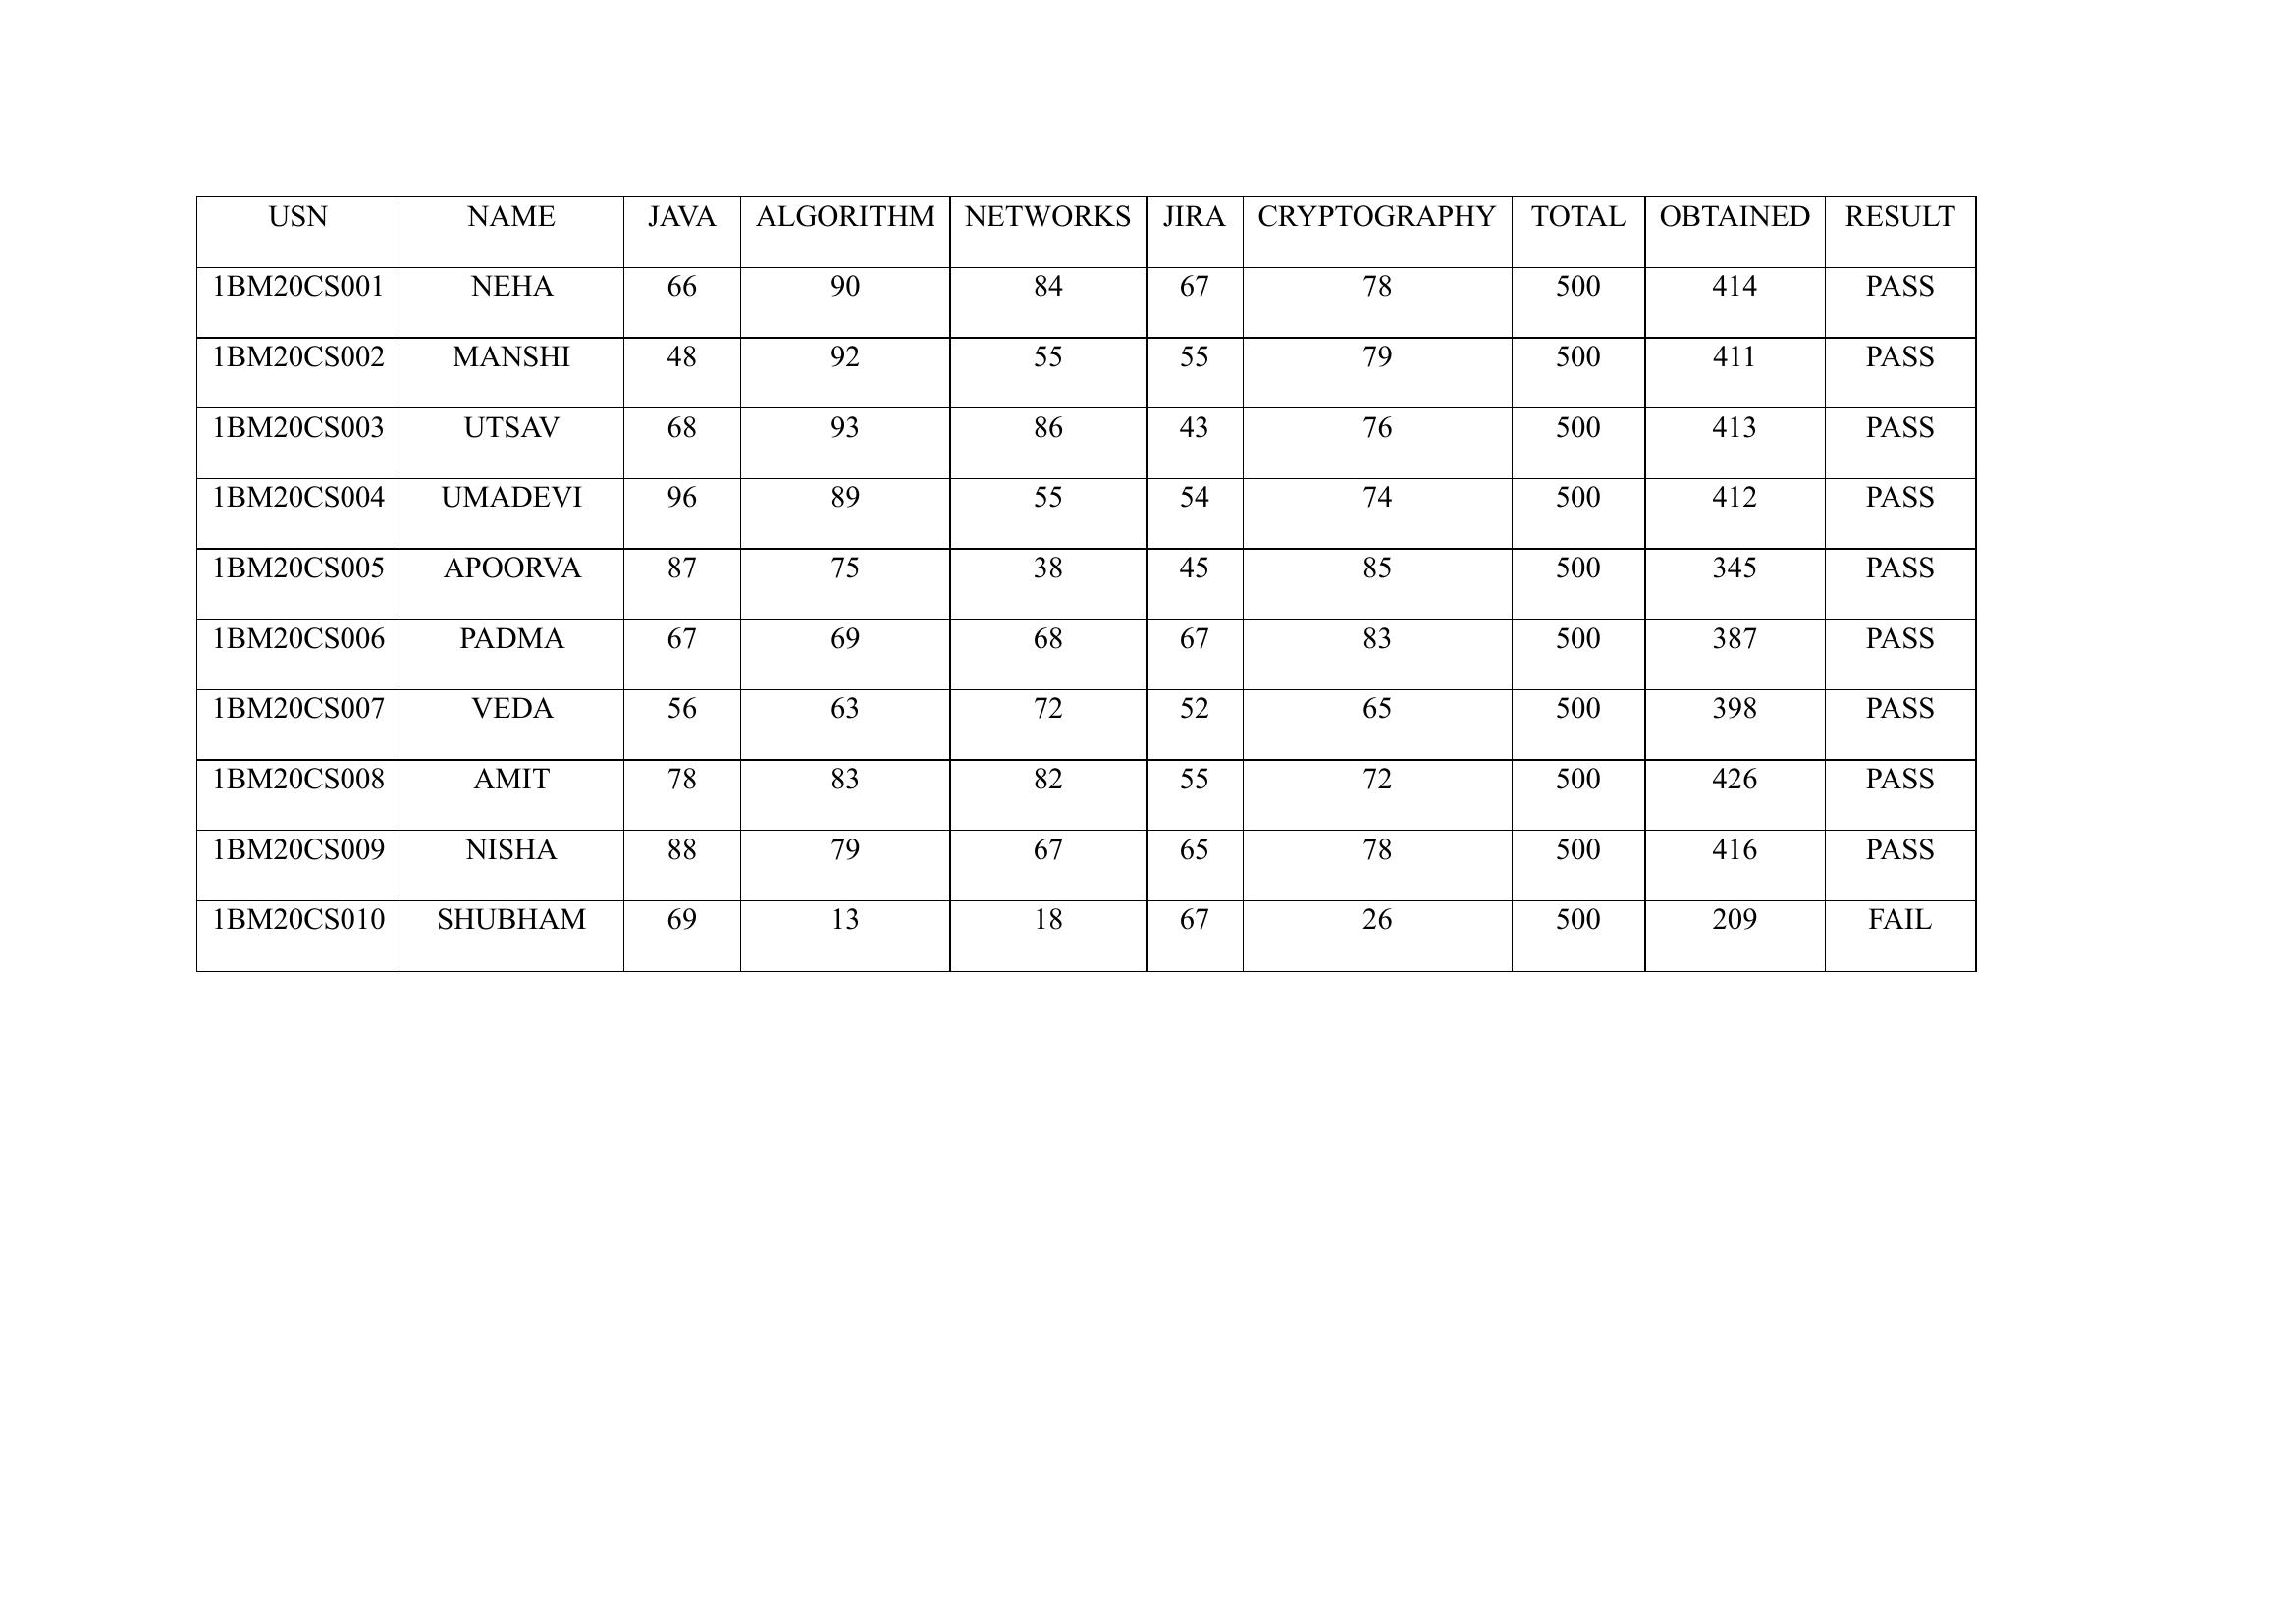 USN NAME JAVA ALGORITHM NETWORKS JIRA CRYPTOGRAPHY TOTAL OBTAINED RESULT
1BM20CS001 NEHA 66 90 84 67 78 500 414 PASS
1BM20CS002 MANSHI 48 92 55 55 79 500 411 PASS
1BM20CS003 UTSAV 68 93 86 43 76 500 413 PASS
1BM20CS004 UMADEVI 96 89 55 54 74 500 412 PASS
1BM20CS005 APOORVA 87 75 38 45 85 500 345 PASS
1BM20CS006 PADMA 67 69 68 67 83 500 387 PASS
1BM20CS007 VEDA 56 63 72 52 65 500 398 PASS
1BM20CS008 AMIT 78 83 82 55 72 500 426 PASS
1BM20CS009 NISHA 88 79 67 65 78 500 416 PASS
1BM20CS010 SHUBHAM 69 13 18 67 26 500 209 FAIL